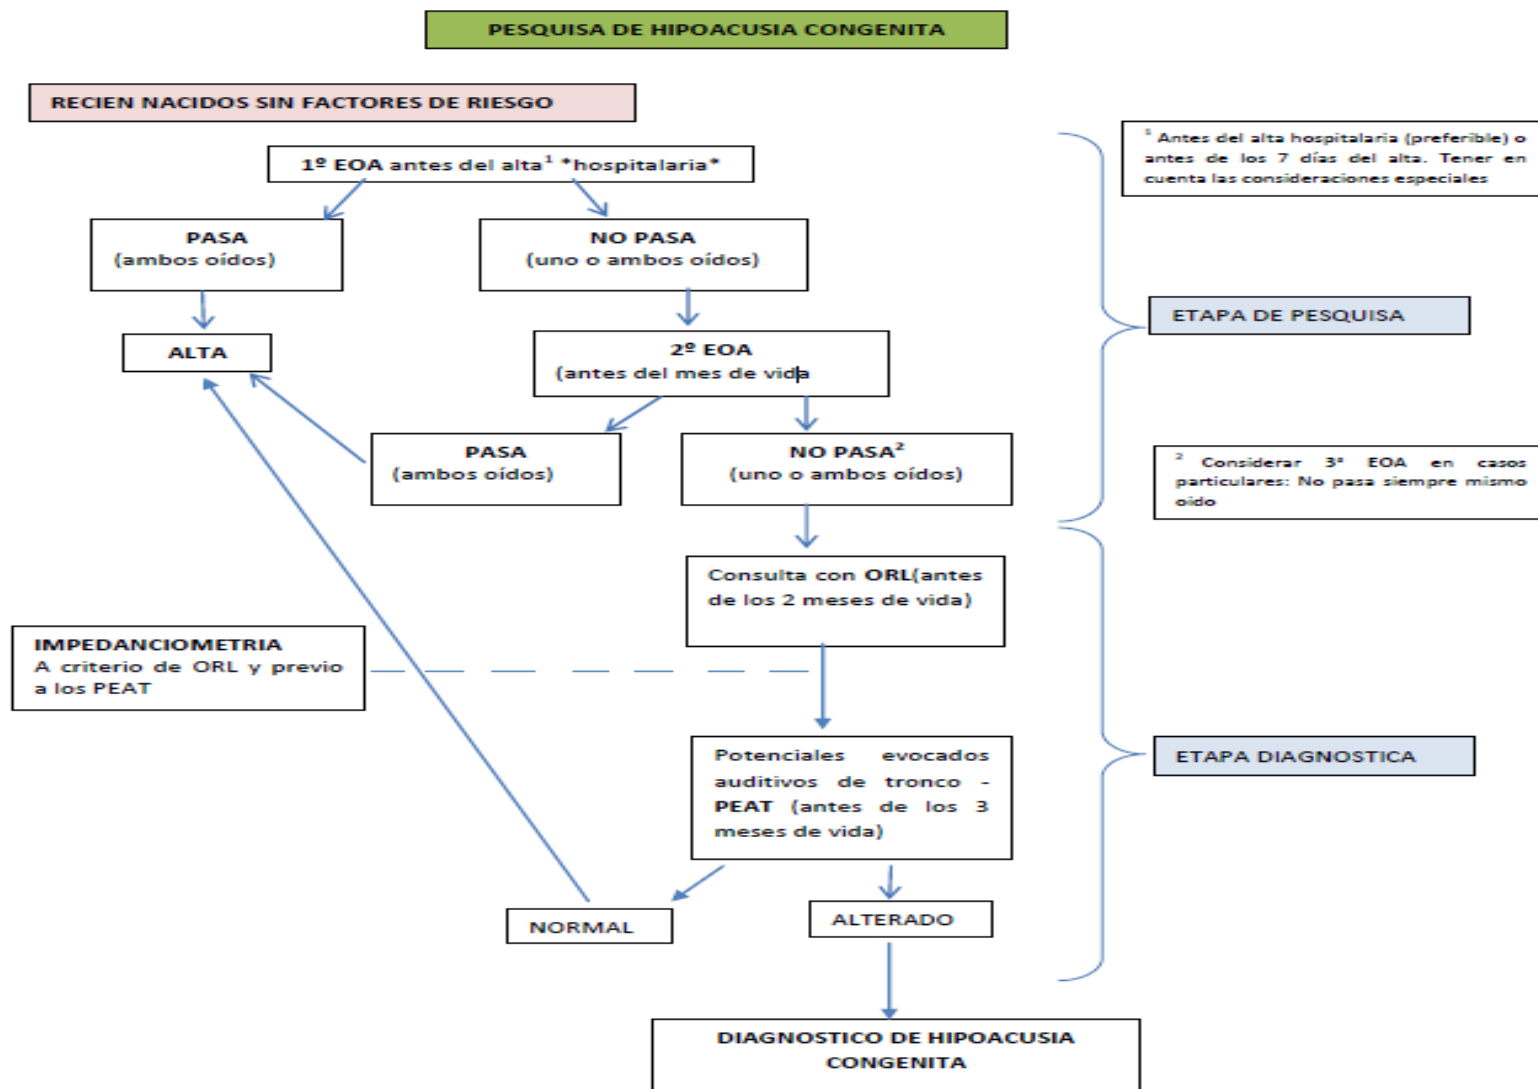 PESQUISA DE HIPOACUSIA CONGENITA
RECIEN NACIDOS SIN FACTORES DE RIESGO
1º EOA antes del alta¹ *hospitalaria*
¹ Antes del alta hospitalaria (preferible) o
antes de los 7 días del alta. Tener en
cuenta las consideraciones especiales
PASA
(ambos oídos)
NO PASA
(uno o ambos oídos)
ETAPA DE PESQUISA
ALTA
2º EOA
(antes del mes de vida
PASA
(ambos oídos)
NO PASA²
(uno o ambos oídos)
² Considerar 3ª EOA en casos
particulares: No pasa siempre mismo
oido
Consulta con ORL(antes
de los 2 meses de vida)
IMPEDANCIOMETRIA
A criterio de ORL y previo
a los PEAT
Potenciales evocados
auditivos de tronco -
PEAT (antes de los 3
meses de vida)
ETAPA DIAGNOSTICA
NORMAL
ALTERADO
DIAGNOSTICO DE HIPOACUSIA
CONGENITA